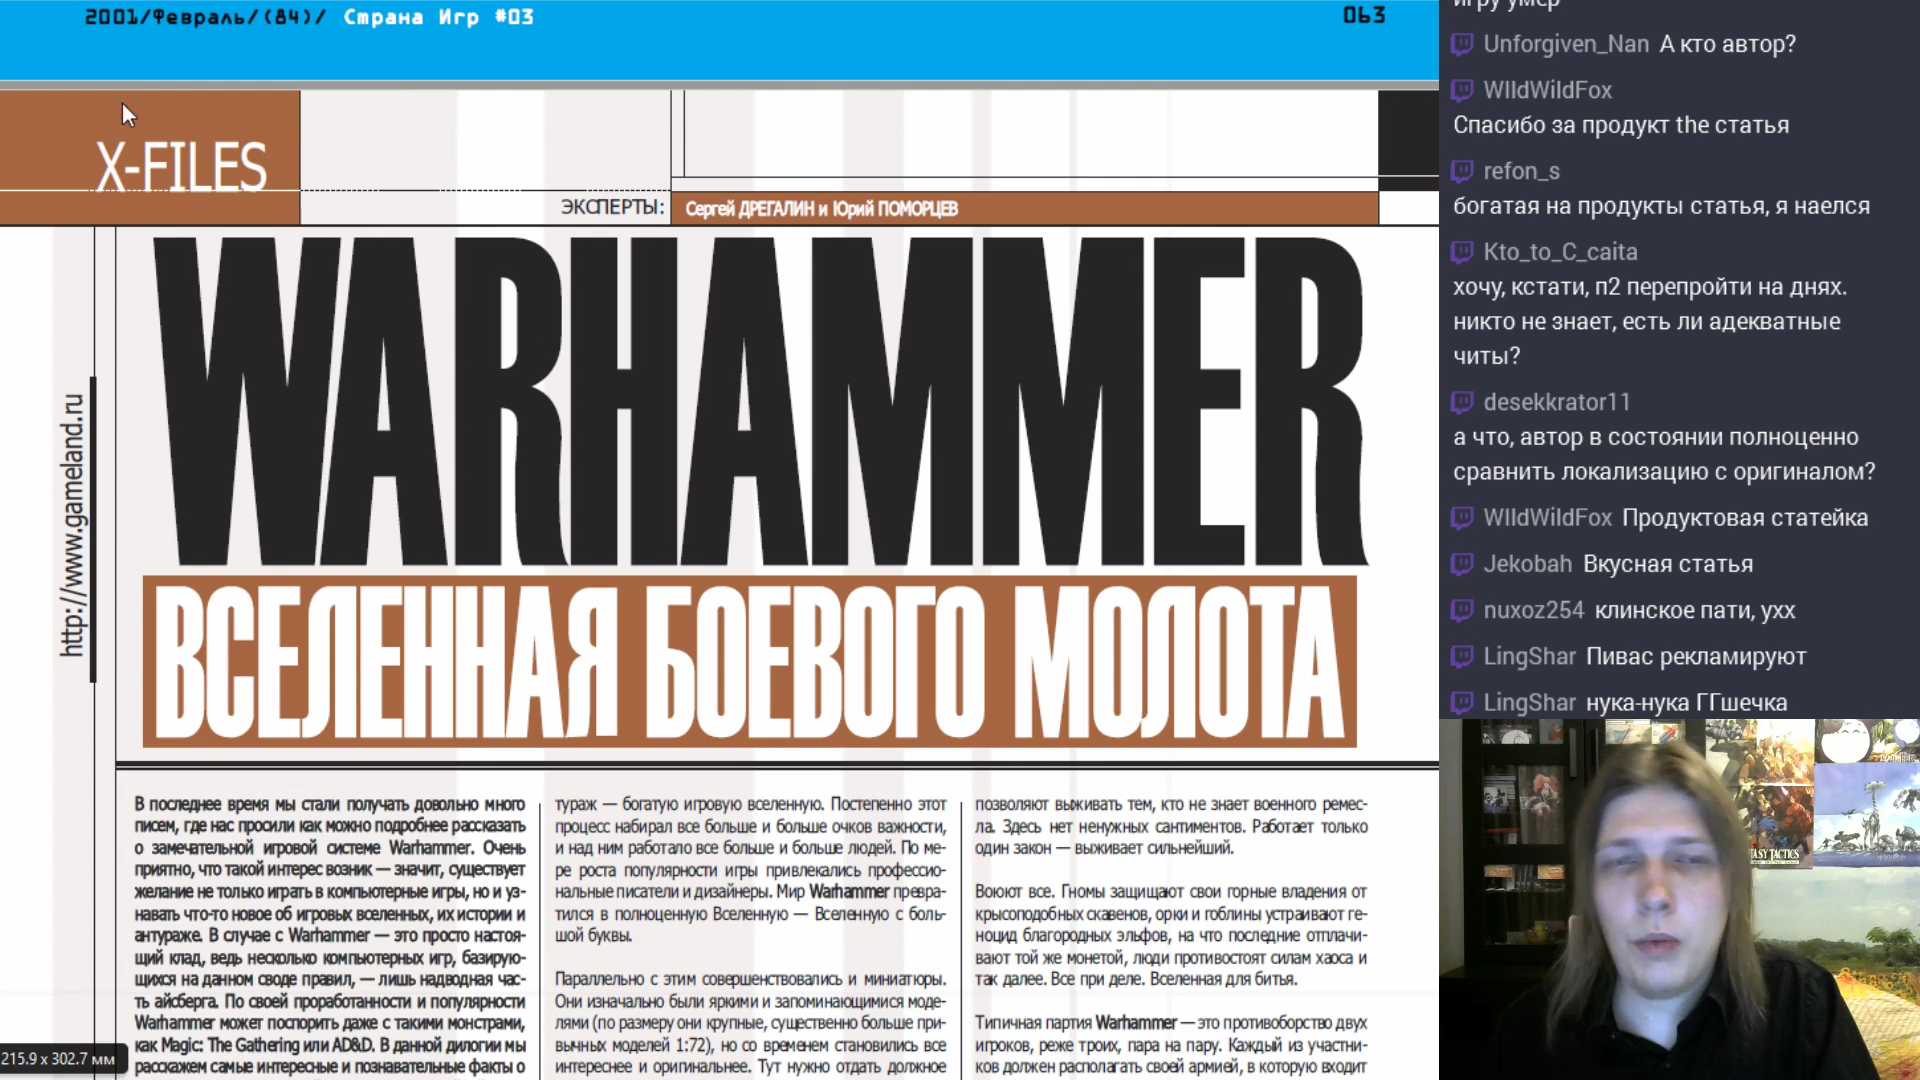 2001/Февраль/(84)/ Страна Игр #03
063
X-FILES
ЭКСПЕРТЫ: Сергей ДРЕГАЛИН и Юрий ПОМОРЦЕВ
http://www.gameland.ru
WARHAMMER
ВСЕЛЕННАЯ БОЕВОГО МОЛОТА
В последнее время мы стали получать довольно много
писем, где нас просили как можно подробнее рассказать
о замечательной игровой системе Warhammer. Очень
приятно, что такой интерес возник — значит, существует
желание не только играть в компьютерные игры, но и уз-
навать что-то новое об игровых вселенных, их истории и
антураже. В случае с Warhammer — это просто настоя-
щий клад, ведь несколько компьютерных игр, базирую-
щихся на данном своде правил, — лишь надводная час-
ть айсберга. По своей проработанности и популярности
Warhammer может поспорить даже с такими монстрами,
как Magic: The Gathering или AD&D. В данной дилогии мы
расскажем самые интересные и познавательные факты о
тураж — богатую игровую вселенную. Постепенно этот
процесс набирал все больше и больше очков важности,
и над ним работало все больше и больше людей. По ме-
ре роста популярности игры привлекались профессио-
нальные писатели и дизайнеры. Мир Warhammer превра-
тился в полноценную Вселенную — Вселенную с боль-
шой буквы.
Параллельно с этим совершенствовались и миниатюры.
Они изначально были яркими и запоминающимися моде-
лями (по размеру они крупные, существенно больше при-
вычных моделей 1:72), но со временем становились все
интереснее и оригинальнее. Тут нужно отдать должное
позволяют выживать тем, кто не знает военного ремес-
ла. Здесь нет ненужных сантиментов. Работает только
один закон — выживает сильнейший.
Воюют все. Гномы защищают свои горные владения от
крысоподобных скавенов, орки и гоблины устраивают ге-
ноцид благородных эльфов, на что последние отплачи-
вают той же монетой, люди противостоят силам хаоса и
так далее. Все при деле. Вселенная для битья.
Типичная партия Warhammer — это противоборство двух
игроков, реже троих, пара на пару. Каждый из участни-
ков должен располагать своей армией, в которую входит
215.9 x 302.7 мм
игру умер
Unforgiven_Nan А кто автор?
WIldWildFox
Спасибо за продукт the статья
refon_s
богатая на продукты статья, я наелся
Kto_to_C_caita
хочу, кстати, п2 перепройти на днях.
никто не знает, есть ли адекватные
читы?
desekkrator11
а что, автор в состоянии полноценно
сравнить локализацию с оригиналом?
WIldWildFox Продуктовая статейка
Jekobah Вкусная статья
nuxoz254 клинское пати, ухх
LingShar Пивас рекламируют
LingShar нука-нука ГГшечка